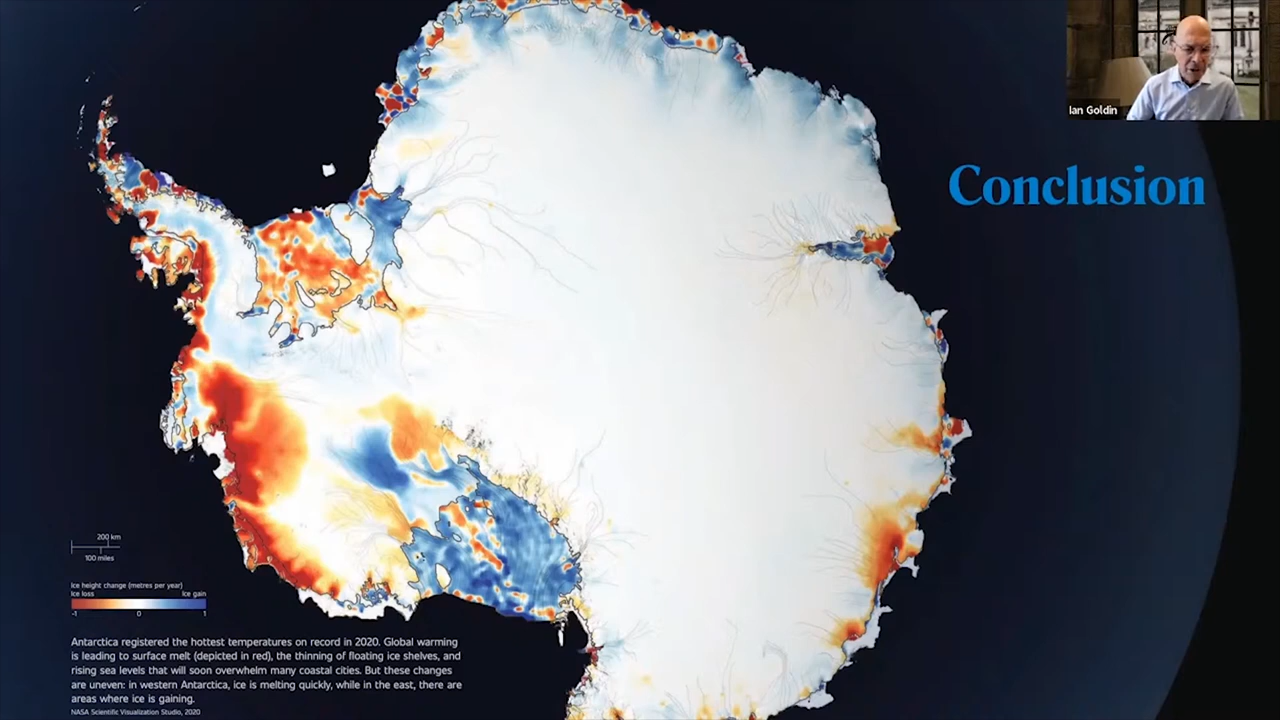 Ian Goldin
Conclusion
200 km
100 miles
Ice height change (metres per year)
Ice loss Ice gain
-1 0 1
Antarctica registered the hottest temperatures on record in 2020. Global warming
is leading to surface melt (depicted in red), the thinning of floating ice shelves, and
rising sea levels that will soon overwhelm many coastal cities. But these changes
are uneven: in western Antarctica, ice is melting quickly, while in the east, there are
areas where ice is gaining.
NASA Scientific Visualization Studio, 2020